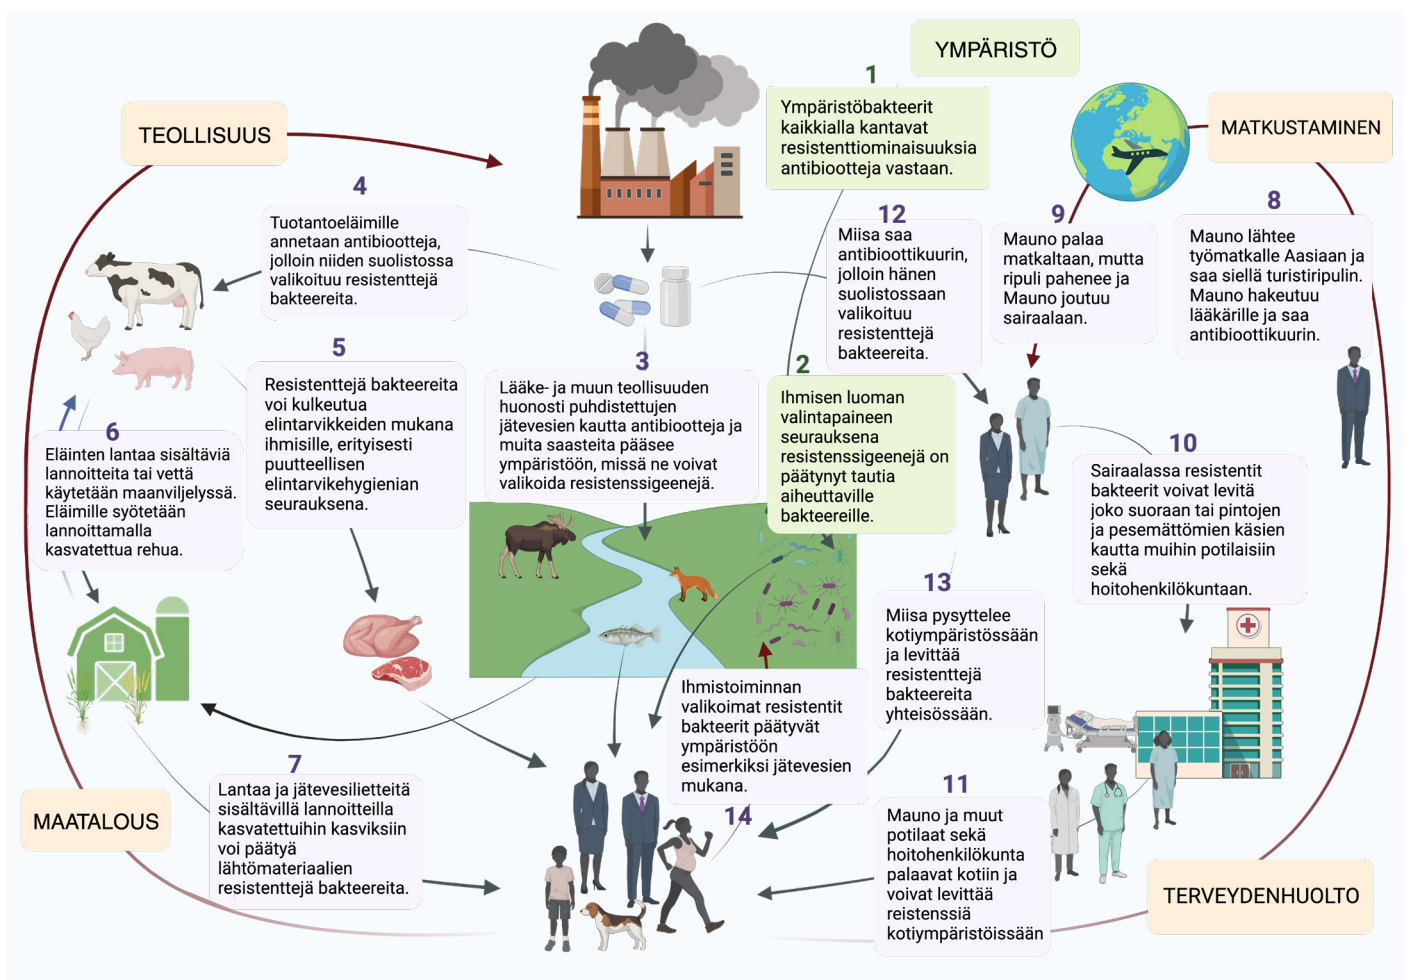 YMPÄRISTÖ
TEOLLISUUS
MATKUSTAMINEN
1
Ympäristöbakteerit
kaikkialla kantavat
resistenttiominaisuuksia
antibiootteja vastaan.
2
Ihmisen luoman
valintapaineen
seurauksena
resistenssigeenejä on
päätynyt tautia
aiheuttaville
bakteereille.
3
Lääke- ja muun teollisuuden
huonosti puhdistettujen
jätevesien kautta antibiootteja ja
muita saasteita pääsee
ympäristöön, missä ne voivat
valikoida resistenssigeenejä.
4
Tuotantoeläimille
annetaan antibiootteja,
jolloin niiden suolistossa
valikoituu resistenttejä
bakteereita.
5
Resistenttejä bakteereita
voi kulkeutua
elintarvikkeiden mukana
ihmisille, erityisesti
puutteellisen
elintarvikehygienian
seurauksena.
6
Eläinten lantaa sisältäviä
lannoitteita tai vettä
käytetään maanviljelyssä.
Eläimille syötetään
lannoittamalla
kasvatettua rehua.
7
Lantaa ja jätevesilietteitä
sisältävillä lannoitteilla
kasvatettuihin kasviksiin
voi päätyä
lähtömateriaalien
resistenttejä bakteereita.
8
Mauno lähtee
työmatkalle Aasiaan ja
saa siellä turistiripulin.
Mauno hakeutuu
lääkärille ja saa
antibioottikuurin.
9
Mauno palaa
matkaltaan, mutta
ripuli pahenee ja
Mauno joutuu
sairaalaan.
10
Sairaalassa resistentit
bakteerit voivat levitä
joko suoraan tai pintojen
ja pesemättömien käsien
kautta muihin potilaisiin
sekä
hoitohenkilökuntaan.
11
Mauno ja muut
potilaat sekä
hoitohenkilökunta
palaavat kotiin ja
voivat levittää
reistenssiä
kotiympäristöissään
12
Miisa saa
antibioottikuurin,
jolloin hänen
suolistossaan
valikoituu
resistenttejä
bakteereita.
13
Miisa pysyttelee
kotiympäristössään
ja levittää
resistenttejä
bakteereita
yhteisössään.
Ihmistoiminnan
valikoimat resistentit
bakteerit päätyvät
ympäristöön
esimerkiksi jätevesien
mukana.
14
MAATALOUS
TERVEYDENHUOLTO